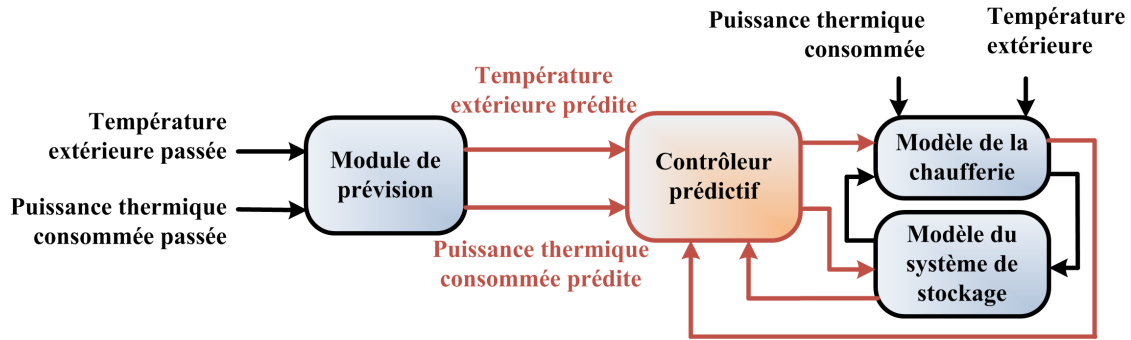 Température
extérieure passée
Puissance thermique
consommée passée
Module de
prévision
Température
extérieure prédite
Puissance thermique
consommée prédite
Contrôleur
prédictif
Puissance thermique
consommée
Température
extérieure
Modèle de la
chaufferie
Modèle du
système de
stockage